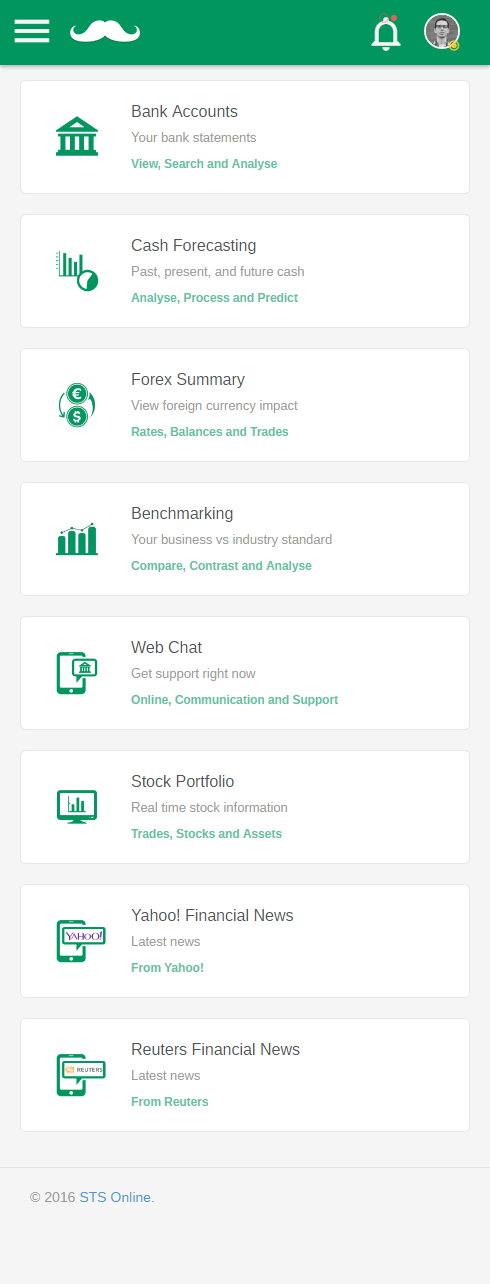 Bank Accounts
Your bank statements
View, Search and Analyse
Cash Forecasting
Past, present, and future cash
Analyse, Process and Predict
Forex Summary
View foreign currency impact
Rates, Balances and Trades
Benchmarking
Your business vs industry standard
Compare, Contrast and Analyse
Web Chat
Get support right now
Online, Communication and Support
Stock Portfolio
Real time stock information
Trades, Stocks and Assets
Yahoo! Financial News
YAHOO!
Latest news
From Yahoo!
Reuters Financial News
REUTERS
Latest news
From Reuters
© 2016 STS Online.